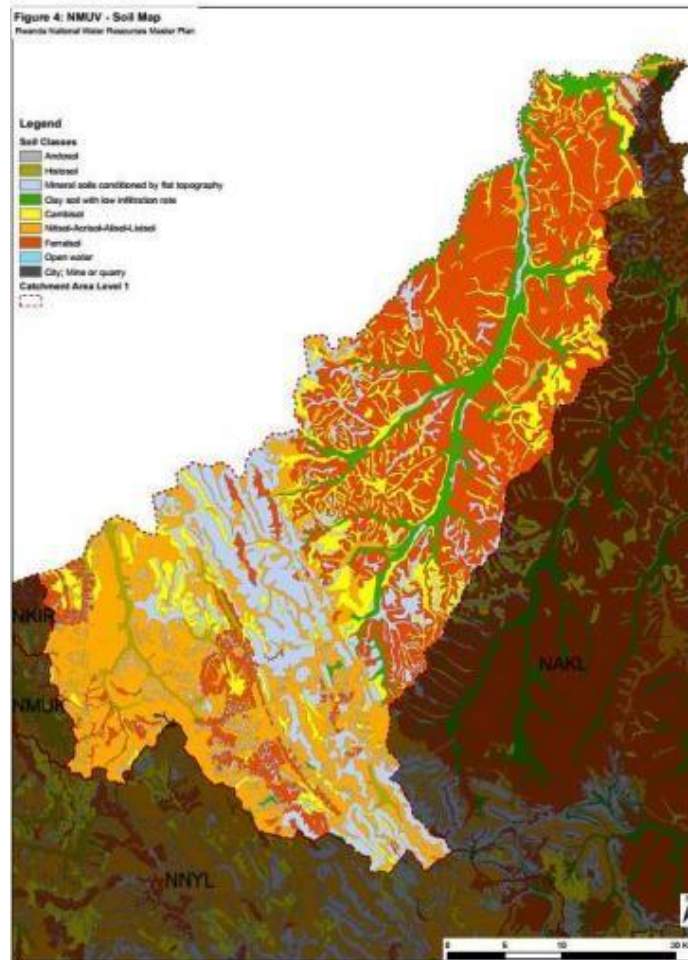 Figure 4: NMUV - Soil Map
Rwanda National Water Resources Master Plan
Legend
Soil Classes
Andosol
Histosol
Mineral soils conditioned by flat topography
Clay soil with low infiltration rate
Cambisol
Nitisol-Acrisol-Alisol-Lixisol
Ferralsol
Open water
City; Mine or quarry
Catchment Area Level 1
NKIR
NMUK
NAKL
NNYL
0 5 10 20